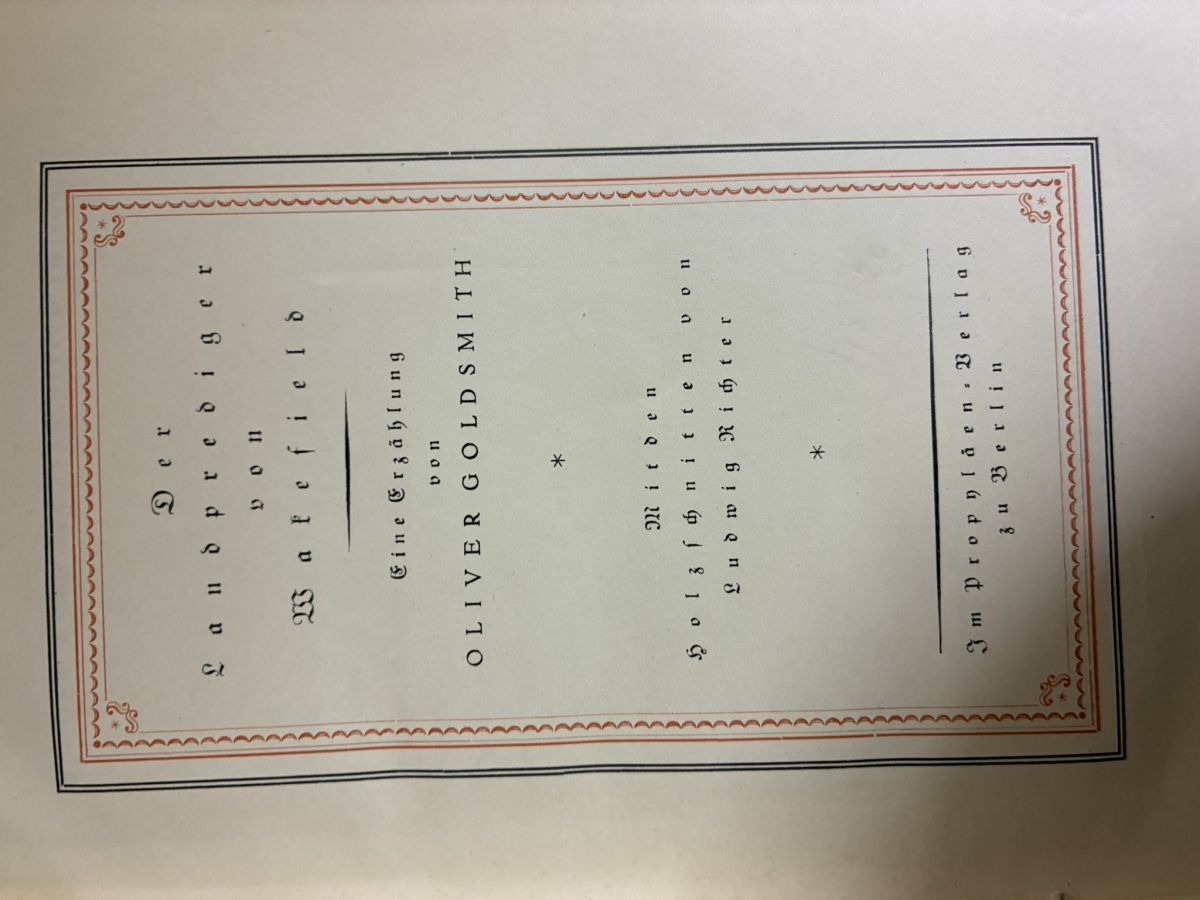 Der
Landprediger
von
Wakefield
Eine Erzählung
von
OLIVER GOLDSMITH
*
Mit den
Holzschnitten von
Ludwig Richter
*
Im Propyläen-Verlag
zu Berlin